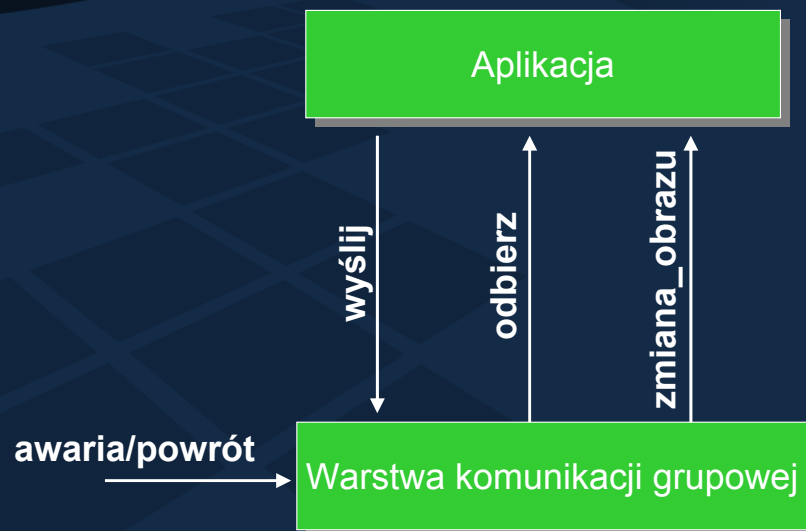 Aplikacja
wyślij
odbierz
zmiana_obrazu
awaria/powrót
Warstwa komunikacji grupowej